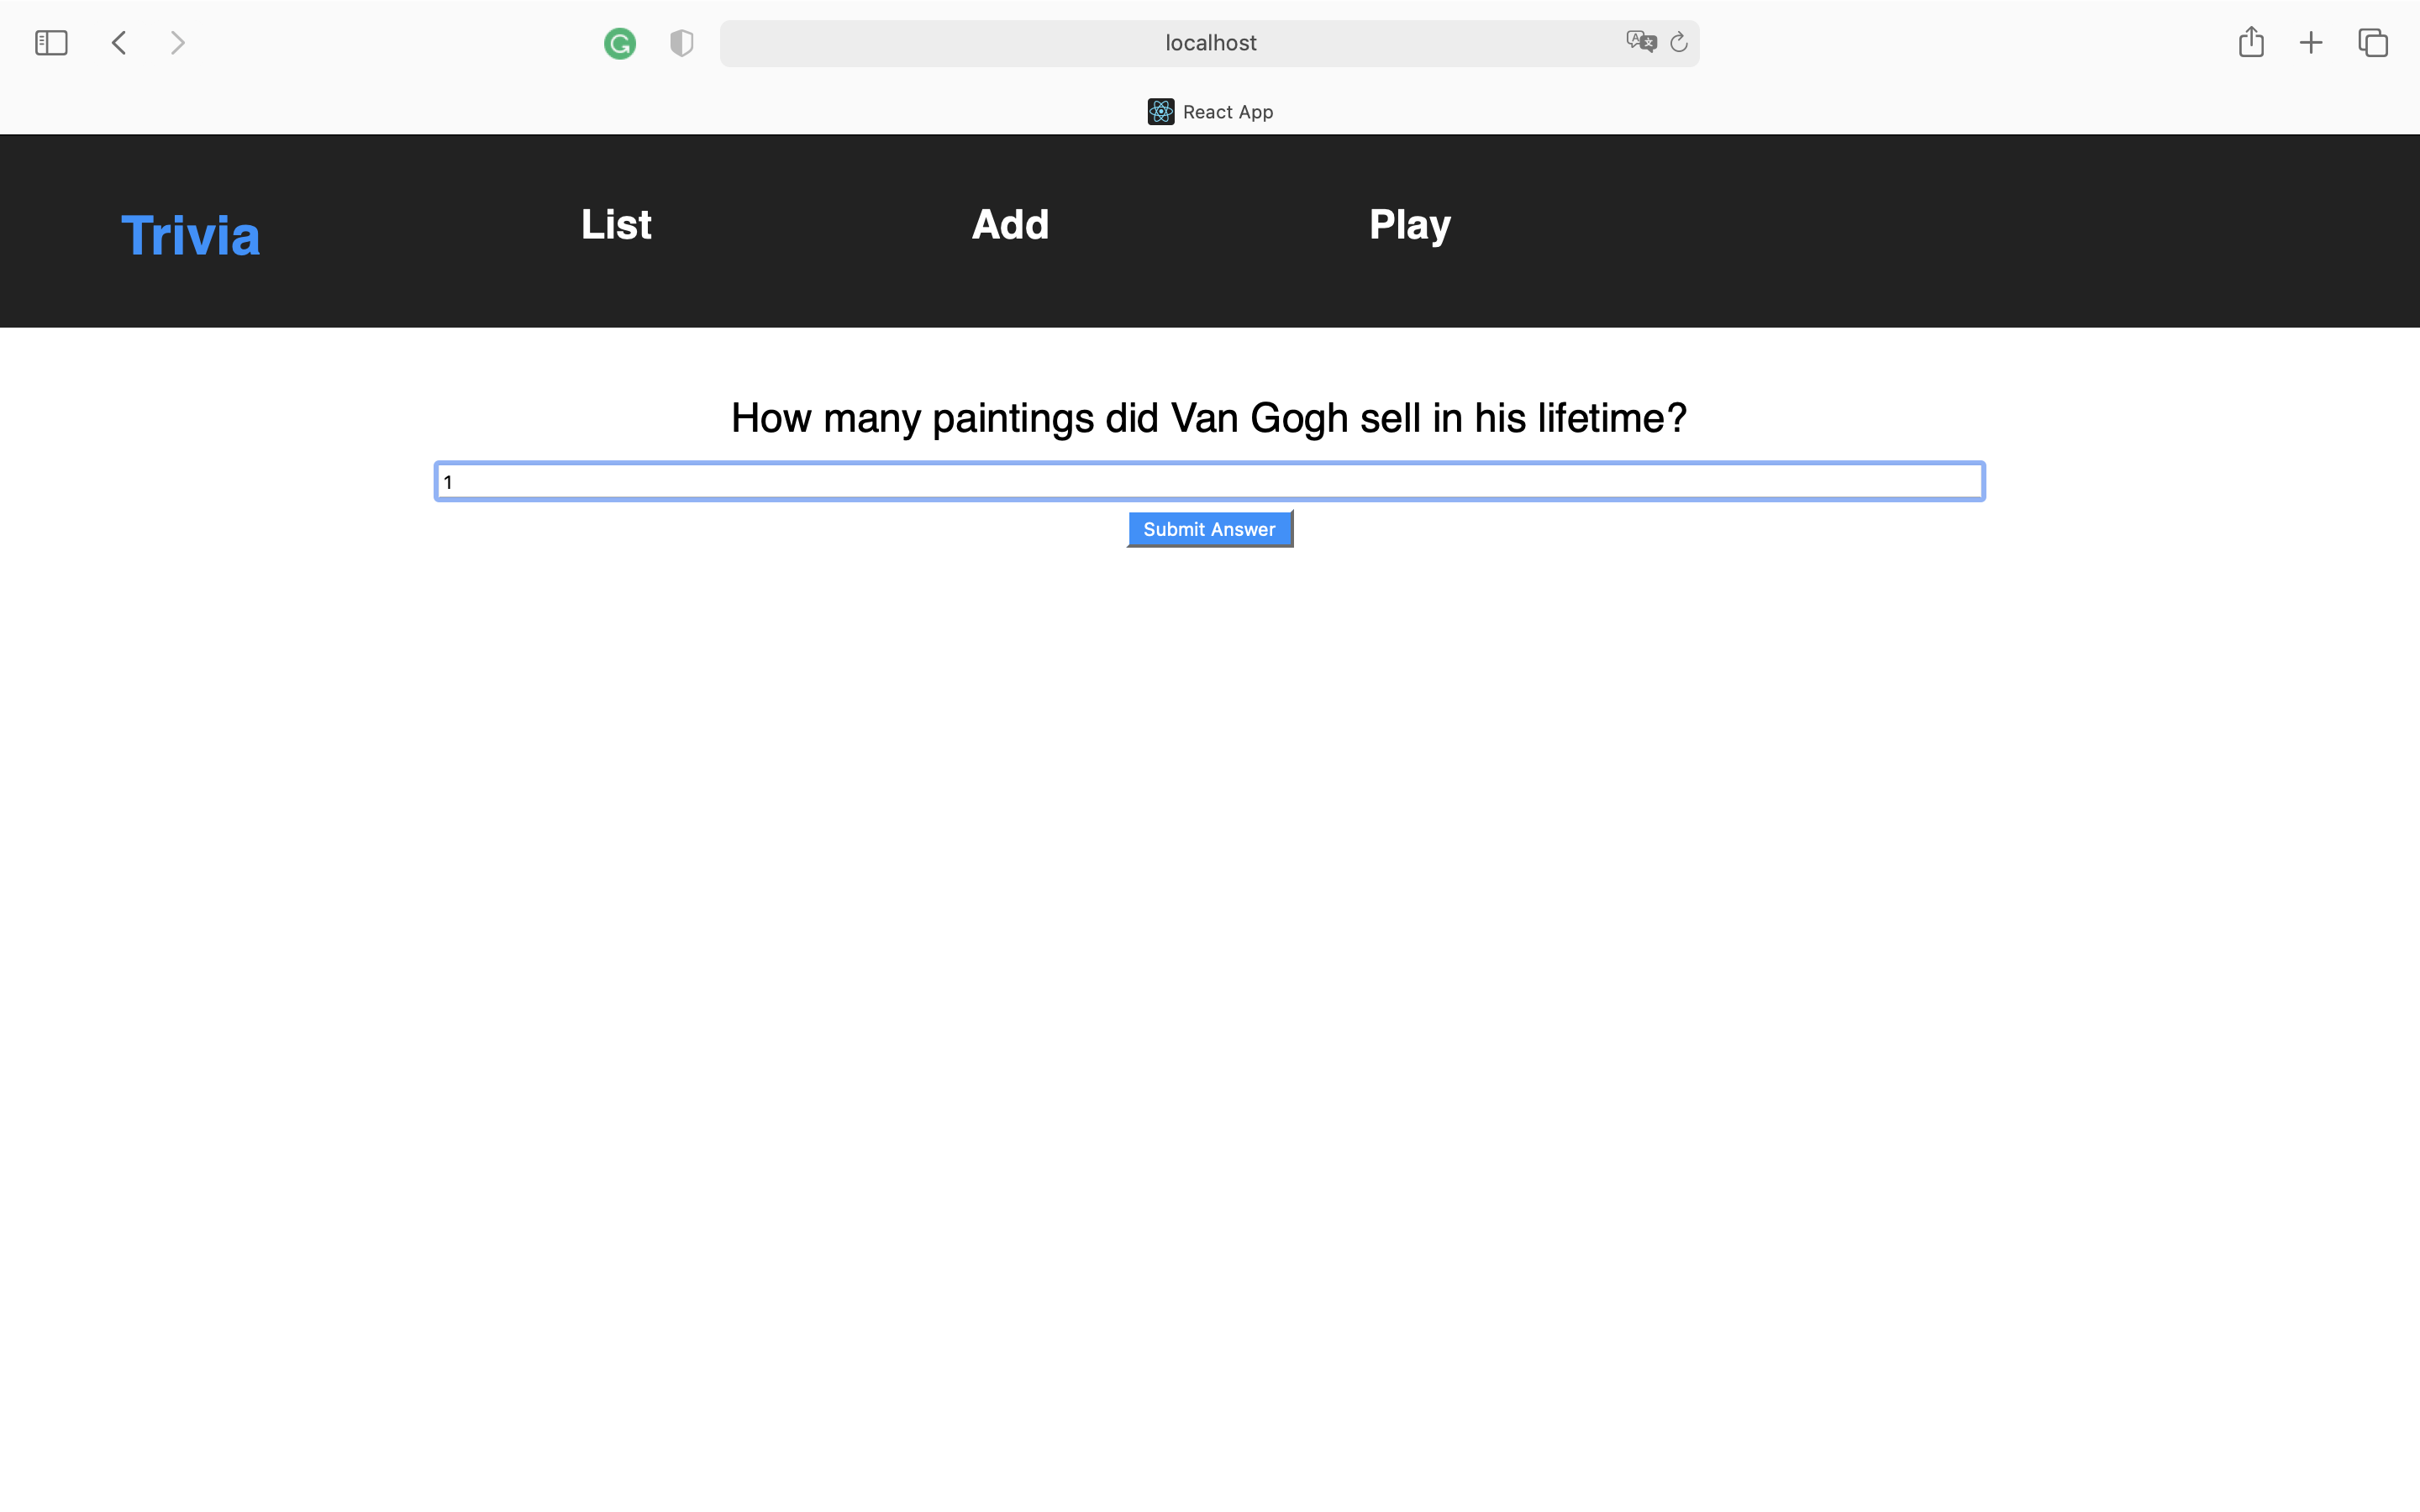 localhost
React App
Trivia
List
Add
Play
How many paintings did Van Gogh sell in his lifetime?
1
Submit Answer